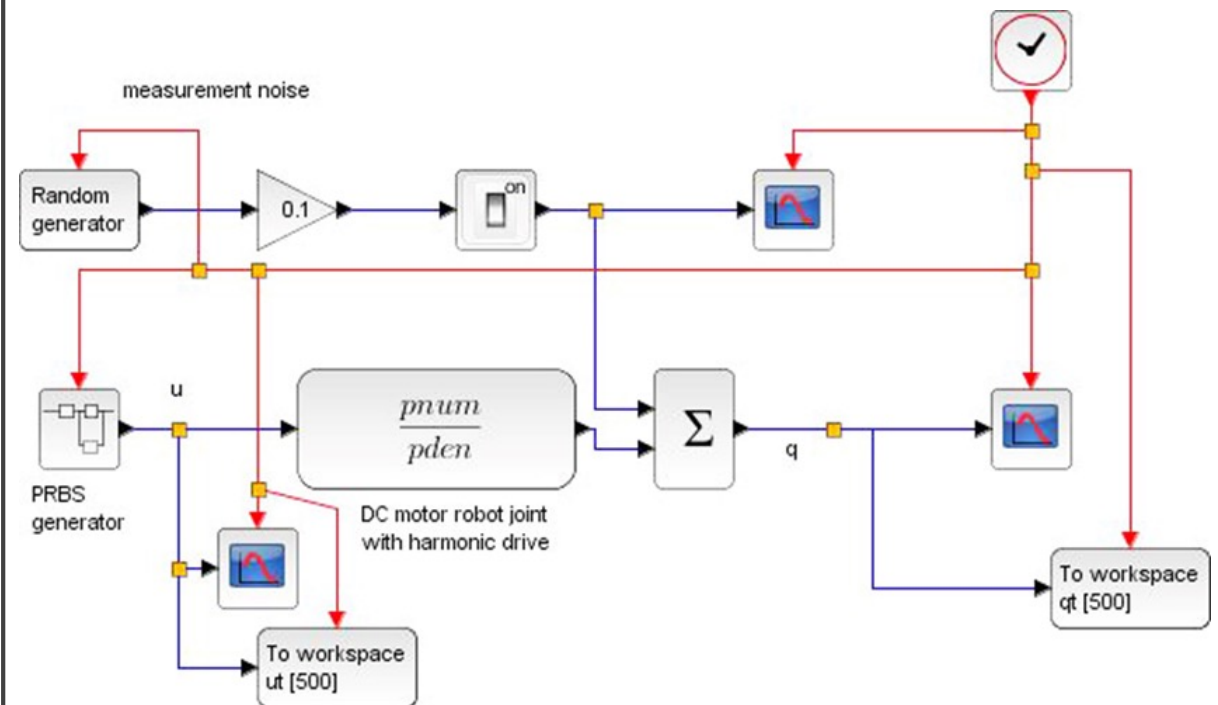 measurement noise
on
Random
generator
0.1
u
pnum
pden
Σ
q
PRBS
generator
DC motor robot joint
with harmonic drive
To workspace
qt [500]
To workspace
ut [500]